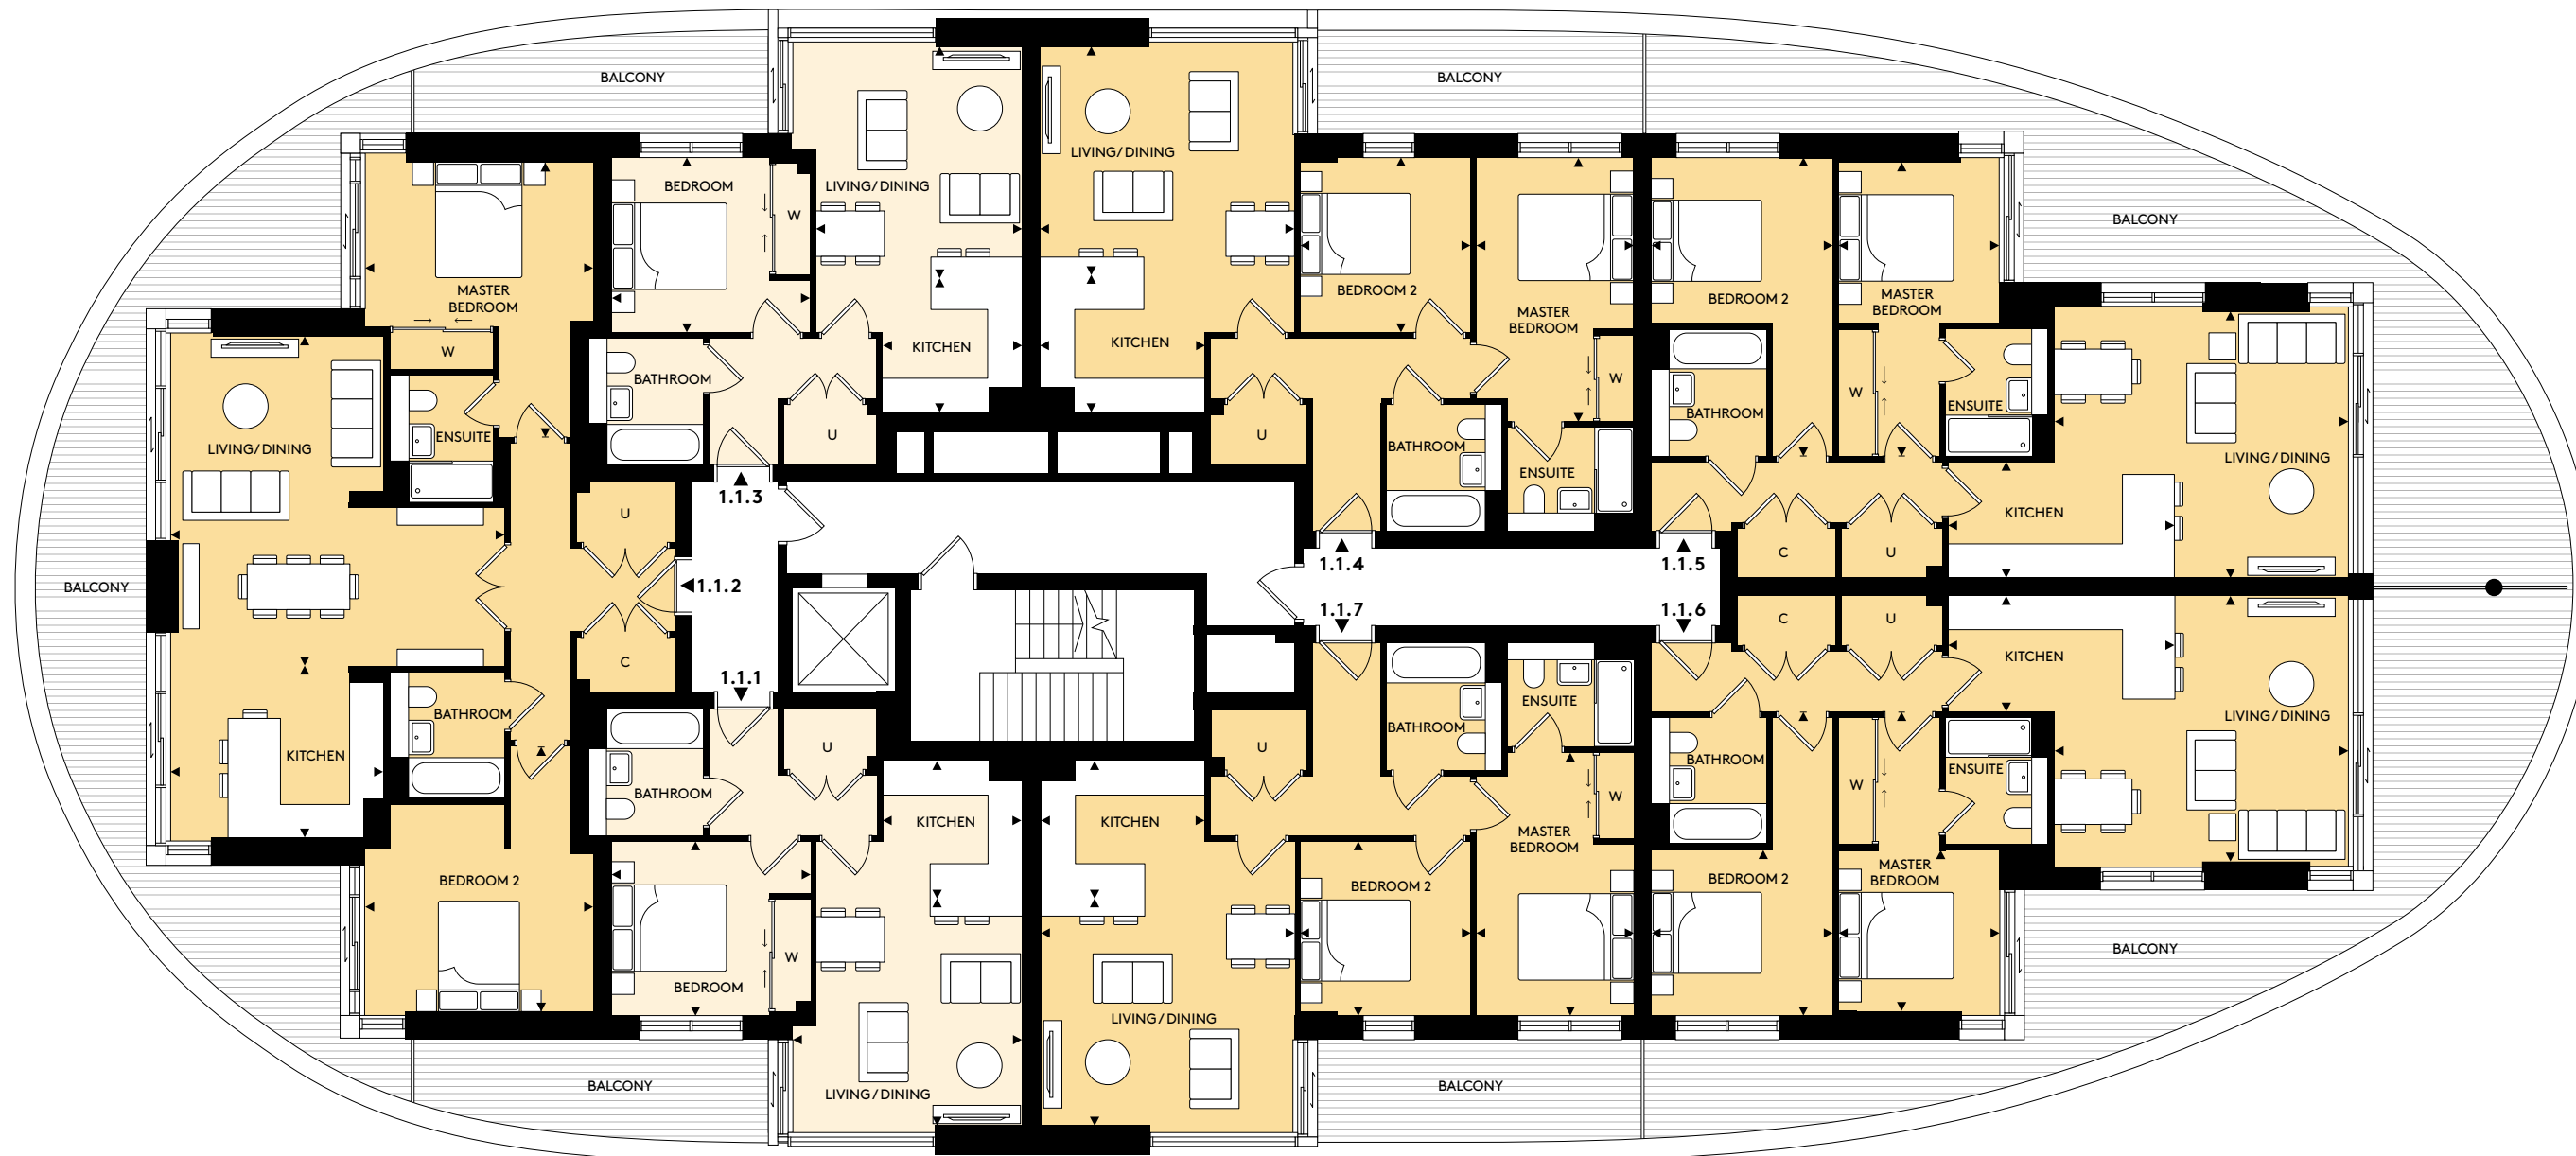 BALCONY
BALCONY
LIVING/DINING
BEDROOM
LIVING/DINING
W
BALCONY
MASTER
BEDROOM
BEDROOM 2
BEDROOM 2
MASTER
BEDROOM
MASTER
BEDROOM
W
KITCHEN
KITCHEN
BATHROOM
W
W
ENSUITE
BATHROOM
ENSUITE
LIVING/DINING
U
U
BATHROOM
ENSUITE
LIVING/DINING
1.1.3
U
KITCHEN
1.1.4
1.1.5
C
U
BALCONY
1.1.2
1.1.7
1.1.6
C
U
C
1.1.1
KITCHEN
BATHROOM
ENSUITE
LIVING/DINING
KITCHEN
U
U
BATHROOM
BATHROOM
ENSUITE
BATHROOM
W
W
KITCHEN
KITCHEN
MASTER
BEDROOM
MASTER
BEDROOM
BEDROOM 2
BEDROOM 2
BEDROOM 2
BALCONY
W
BEDROOM
LIVING/DINING
BALCONY
LIVING/DINING
BALCONY